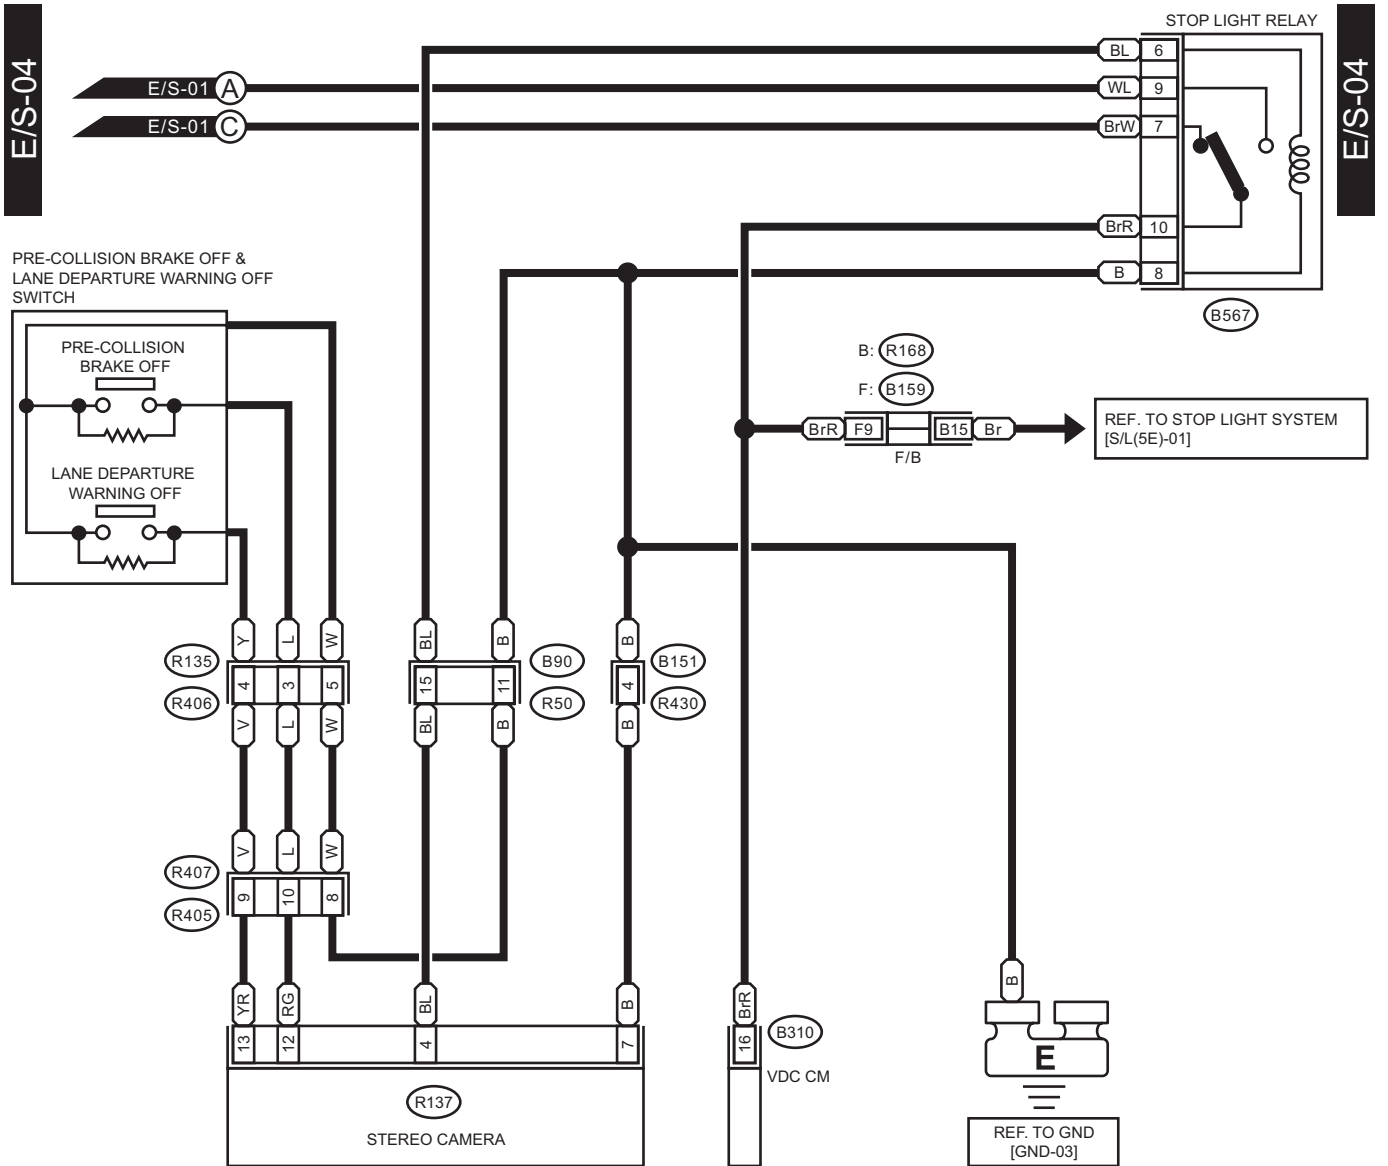 STOP LIGHT RELAY
E/S-04
E/S-04
BL 6
E/S-01 A
WL 9
E/S-01 C
BrW 7
BrR 10
B 8
B567
PRE-COLLISION BRAKE OFF &
LANE DEPARTURE WARNING OFF
SWITCH
PRE-COLLISION
BRAKE OFF
LANE DEPARTURE
WARNING OFF
B: R168
F: B159
BrR F9 B15 Br
F/B
REF. TO STOP LIGHT SYSTEM
[S/L(5E)-01]
Y L W BL B B
R135 B90 B151
4 3 5 15 11 4
R406 R50 R430
V L W BL B B
V L W
R407
9 10 8
R405
YR RG BL B BrR B
13 12 4 7 16
B310
VDC CM
E
R137
STEREO CAMERA
REF. TO GND
[GND-03]